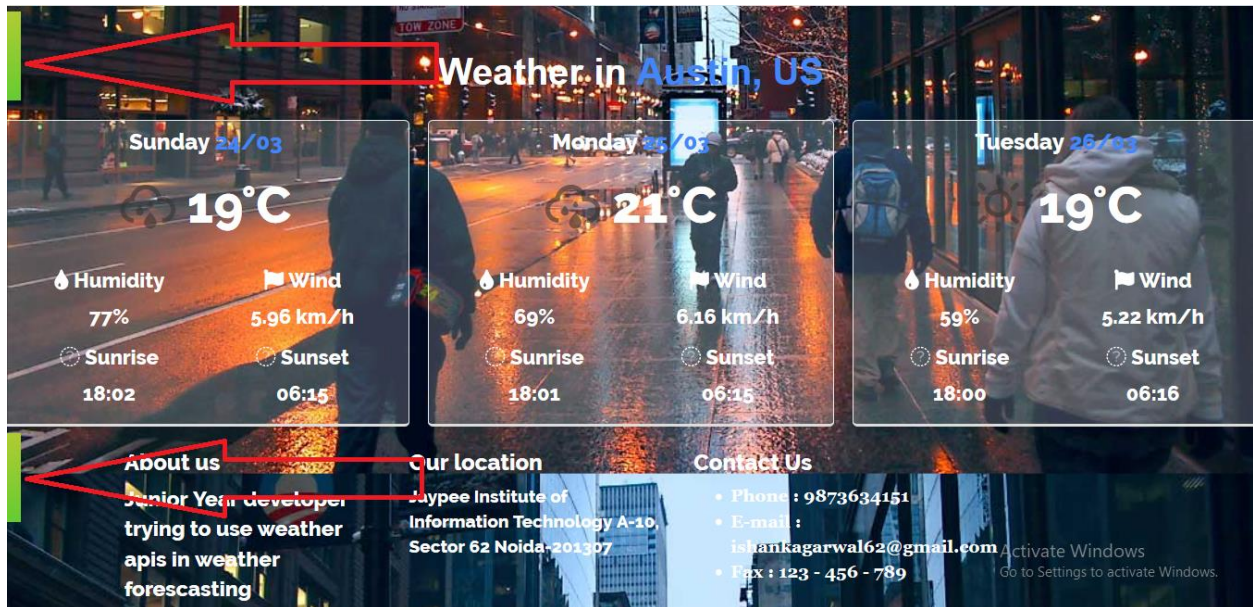 TOW ZONE
Weather in Austin, US
Sunday 24/03
19°C
Humidity Wind
77% 5.96 km/h
Sunrise Sunset
18:02 06:15
Monday 25/03
21°C
Humidity Wind
69% 6.16 km/h
Sunrise Sunset
18:01 06:15
Tuesday 26/03
19°C
Humidity Wind
59% 5.22 km/h
Sunrise Sunset
18:00 06:16
About us
Junior Year developer
trying to use weather
apis in weather
forescasting
Our location
Jaypee Institute of
Information Technology A-10,
Sector 62 Noida-201307
Contact Us
Phone : 9873634151
E-mail :
ishankagarwal62@gmail.com
Fax : 123 - 456 - 789
Activate Windows
Go to Settings to activate Windows.